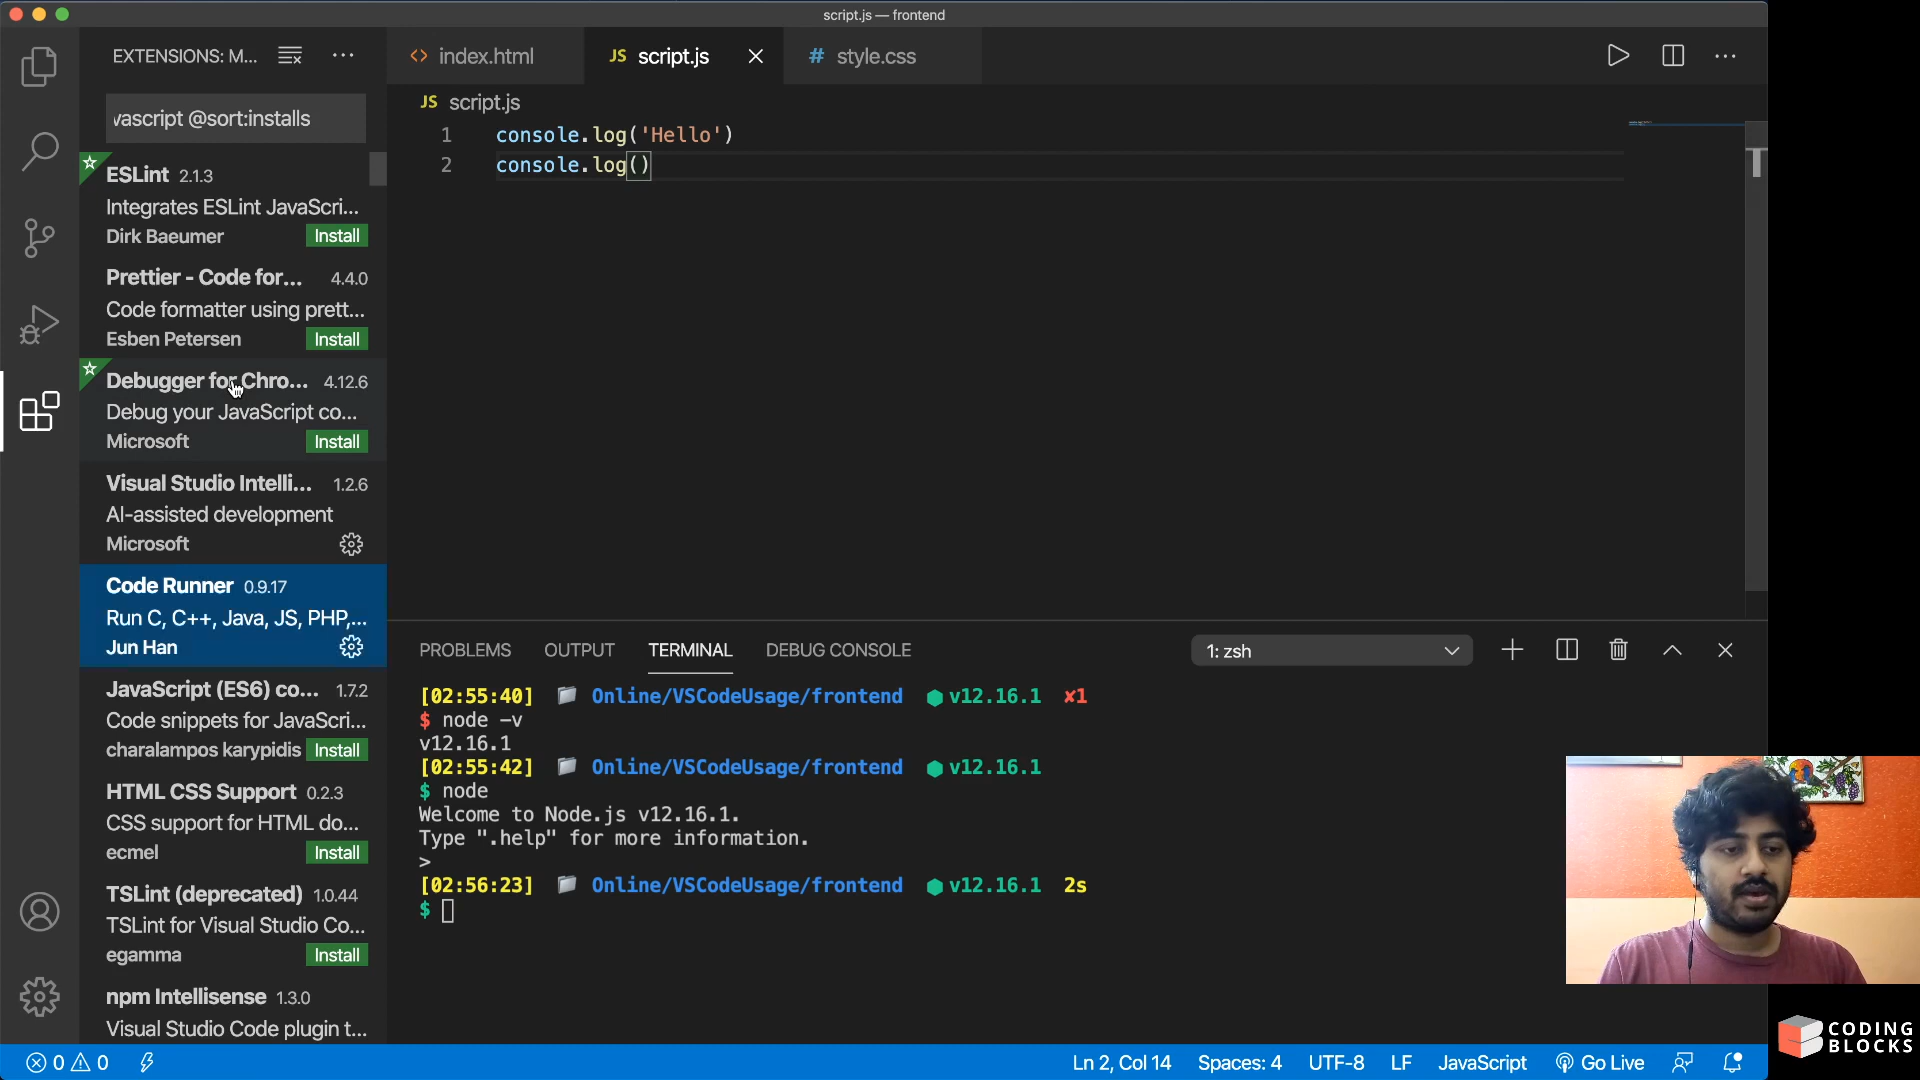 script.js — frontend
EXTENSIONS: M...
vascript @sort:installs
ESLint 2.1.3
Integrates ESLint JavaScri...
Dirk Baeumer Install
Prettier - Code for... 4.4.0
Code formatter using prett...
Esben Petersen Install
Debugger for Chro... 4.12.6
Debug your JavaScript co...
Microsoft Install
Visual Studio Intelli... 1.2.6
AI-assisted development
Microsoft
Code Runner 0.9.17
Run C, C++, Java, JS, PHP,...
Jun Han
JavaScript (ES6) co... 1.7.2
Code snippets for JavaScri...
charalampos karypidis Install
HTML CSS Support 0.2.3
CSS support for HTML do...
ecmel Install
TSLint (deprecated) 1.0.44
TSLint for Visual Studio Co...
egamma Install
npm Intellisense 1.3.0
Visual Studio Code plugin t...
<> index.html JS script.js # style.css
JS script.js
1 console.log('Hello')
2 console.log()
PROBLEMS OUTPUT TERMINAL DEBUG CONSOLE 1: zsh
[02:55:40] Online/VSCodeUsage/frontend v12.16.1 ✘1
$ node -v
v12.16.1
[02:55:42] Online/VSCodeUsage/frontend v12.16.1
$ node
Welcome to Node.js v12.16.1.
Type ".help" for more information.
>
[02:56:23] Online/VSCodeUsage/frontend v12.16.1 2s
$
0 0 Ln 2, Col 14 Spaces: 4 UTF-8 LF JavaScript Go Live
CODING
BLOCKS